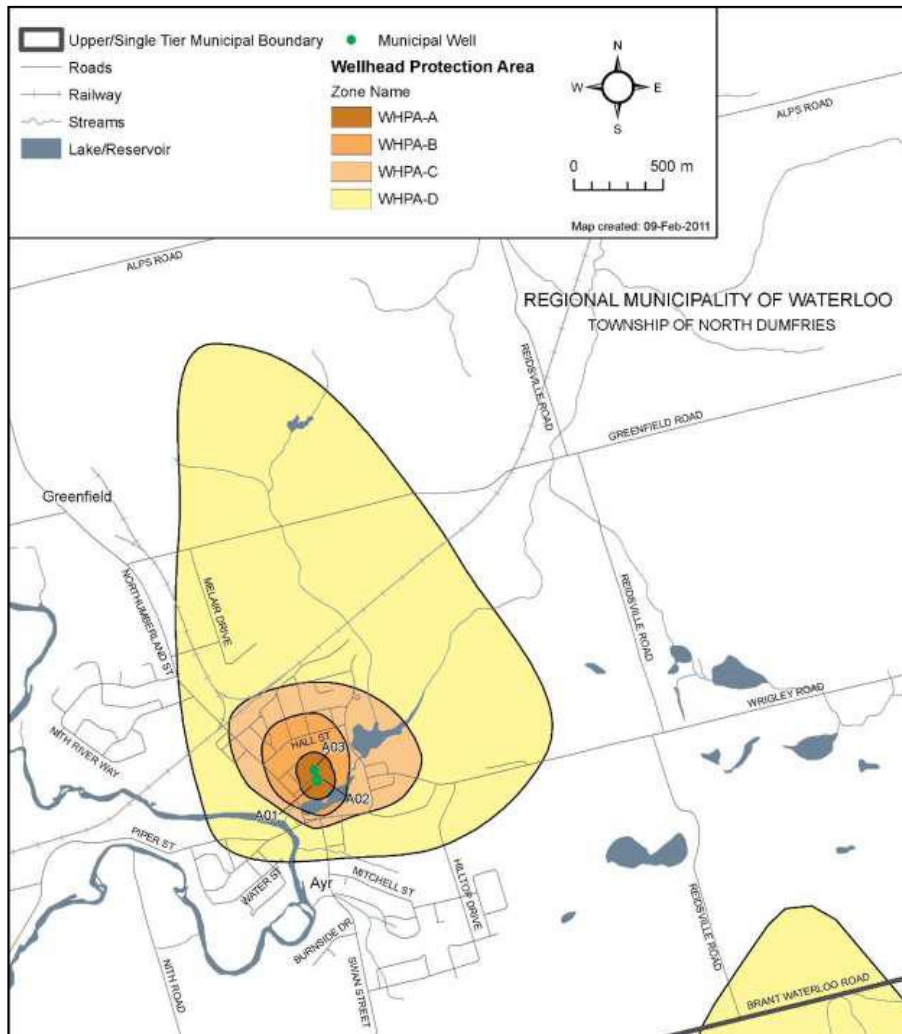 Upper/Single Tier Municipal Boundary
Roads
Railway
Streams
Lake/Reservoir
Municipal Well
Wellhead Protection Area
Zone Name
WHPA-A
WHPA-B
WHPA-C
WHPA-D
N
W E
S
0 500 m
Map created: 09-Feb-2011
ALPS ROAD
ALPS ROAD
REGIONAL MUNICIPALITY OF WATERLOO
TOWNSHIP OF NORTH DUMFRIES
REIDSVILLE ROAD
GREENFIELD ROAD
Greenfield
NORTHUMBERLAND ST
MELAIR DRIVE
REIDSVILLE ROAD
WRIGLEY ROAD
NITH RIVER WAY
HALL ST
A03
A02
A01
PIPER ST
WATER ST
Ayr
MITCHELL ST
HILLTOP DRIVE
BURNSIDE DR.
NITH ROAD
SWAN STREET
REIDSVILLE ROAD
BRANT WATERLOO ROAD